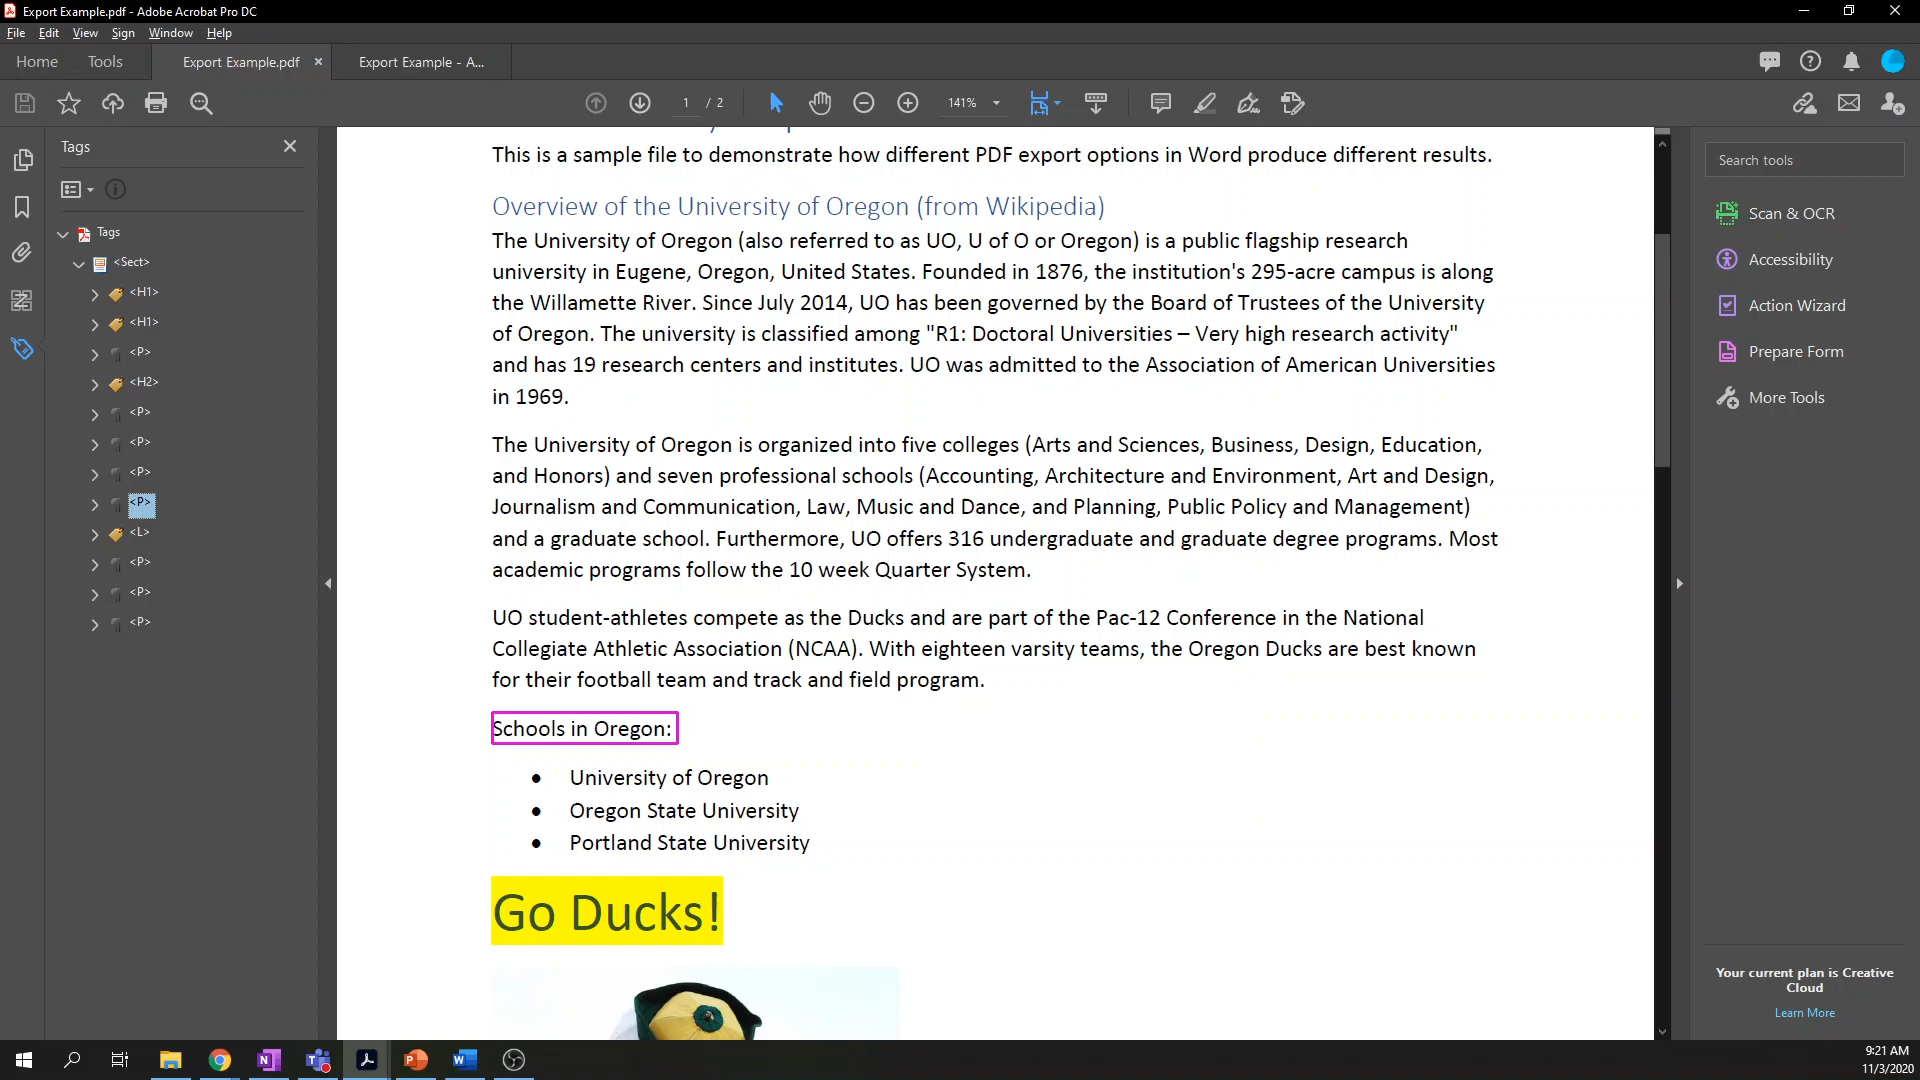 Export Example.pdf - Adobe Acrobat Pro DC
File Edit View Sign Window Help
Home Tools Export Example.pdf × Export Example - A...
1 / 2 141%
Tags
Tags
<Sect>
<H1>
<H1>
<P>
<H2>
<P>
<P>
<P>
<P>
<L>
<P>
<P>
<P>
This is a sample file to demonstrate how different PDF export options in Word produce different results.
Overview of the University of Oregon (from Wikipedia)
The University of Oregon (also referred to as UO, U of O or Oregon) is a public flagship research
university in Eugene, Oregon, United States. Founded in 1876, the institution's 295-acre campus is along
the Willamette River. Since July 2014, UO has been governed by the Board of Trustees of the University
of Oregon. The university is classified among "R1: Doctoral Universities – Very high research activity"
and has 19 research centers and institutes. UO was admitted to the Association of American Universities
in 1969.
The University of Oregon is organized into five colleges (Arts and Sciences, Business, Design, Education,
and Honors) and seven professional schools (Accounting, Architecture and Environment, Art and Design,
Journalism and Communication, Law, Music and Dance, and Planning, Public Policy and Management)
and a graduate school. Furthermore, UO offers 316 undergraduate and graduate degree programs. Most
academic programs follow the 10 week Quarter System.
UO student-athletes compete as the Ducks and are part of the Pac-12 Conference in the National
Collegiate Athletic Association (NCAA). With eighteen varsity teams, the Oregon Ducks are best known
for their football team and track and field program.
Schools in Oregon:
• University of Oregon
• Oregon State University
• Portland State University
Go Ducks!
Search tools
Scan & OCR
Accessibility
Action Wizard
Prepare Form
More Tools
Your current plan is Creative
Cloud
Learn More
9:21 AM
11/3/2020